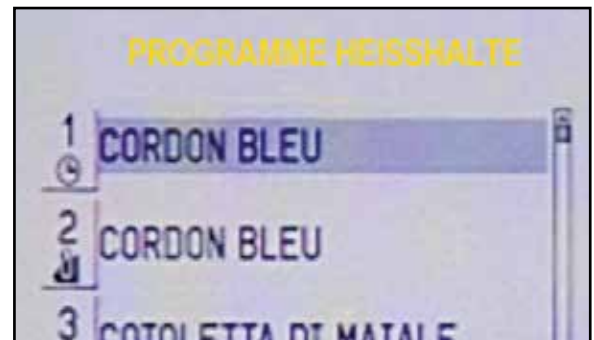 PROGRAMME HEISSHALTE
1 CORDON BLEU
2 CORDON BLEU
3 COTOLETTA DI MAIALE